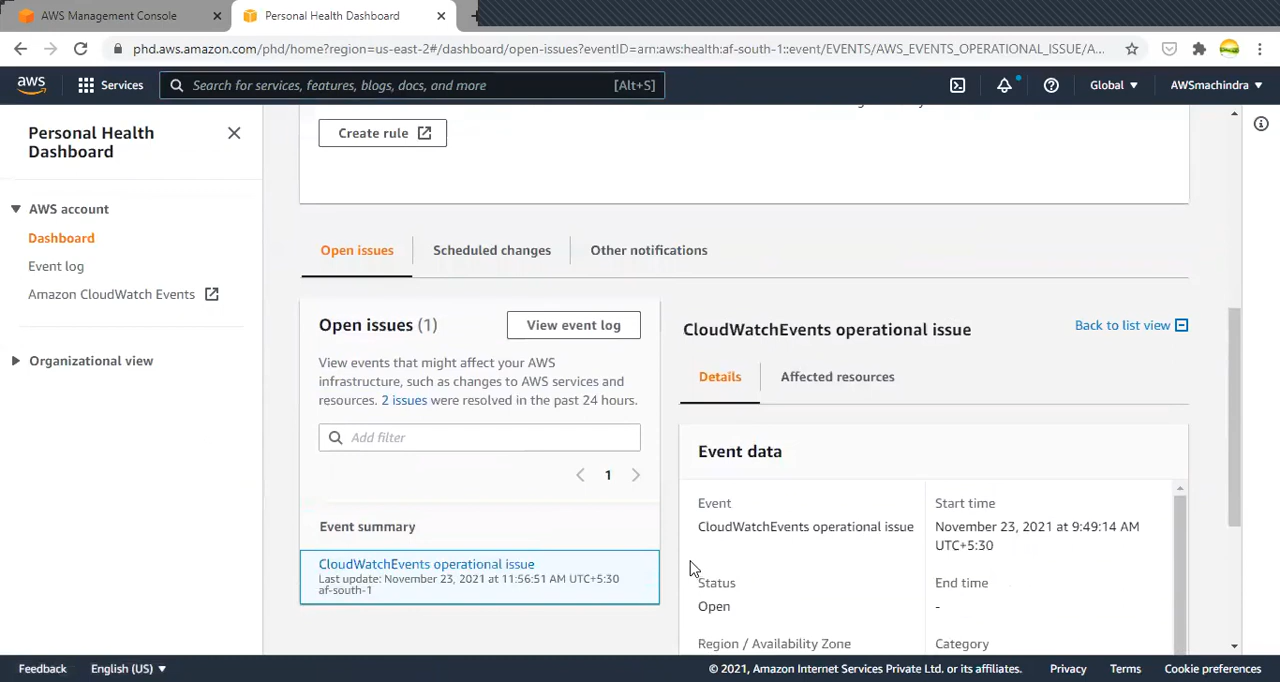 AWS Management Console
Personal Health Dashboard
phd.aws.amazon.com/phd/home?region=us-east-2#/dashboard/open-issues?eventID=arn:aws:health:af-south-1::event/EVENTS/AWS_EVENTS_OPERATIONAL_ISSUE/A...
aws
Services
Search for services, features, blogs, docs, and more
[Alt+S]
Global
AWSmachindra
Personal Health
Dashboard
AWS account
Dashboard
Event log
Amazon CloudWatch Events
Organizational view
Create rule
Open issues
Scheduled changes
Other notifications
Open issues (1)
View event log
View events that might affect your AWS
infrastructure, such as changes to AWS services and
resources. 2 issues were resolved in the past 24 hours.
Add filter
1
Event summary
CloudWatchEvents operational issue
Last update: November 23, 2021 at 11:56:51 AM UTC+5:30
af-south-1
CloudWatchEvents operational issue
Back to list view
Details
Affected resources
Event data
Event
CloudWatchEvents operational issue
Start time
November 23, 2021 at 9:49:14 AM
UTC+5:30
Status
Open
End time
-
Region / Availability Zone
Category
Feedback
English (US)
© 2021, Amazon Internet Services Private Ltd. or its affiliates.
Privacy
Terms
Cookie preferences